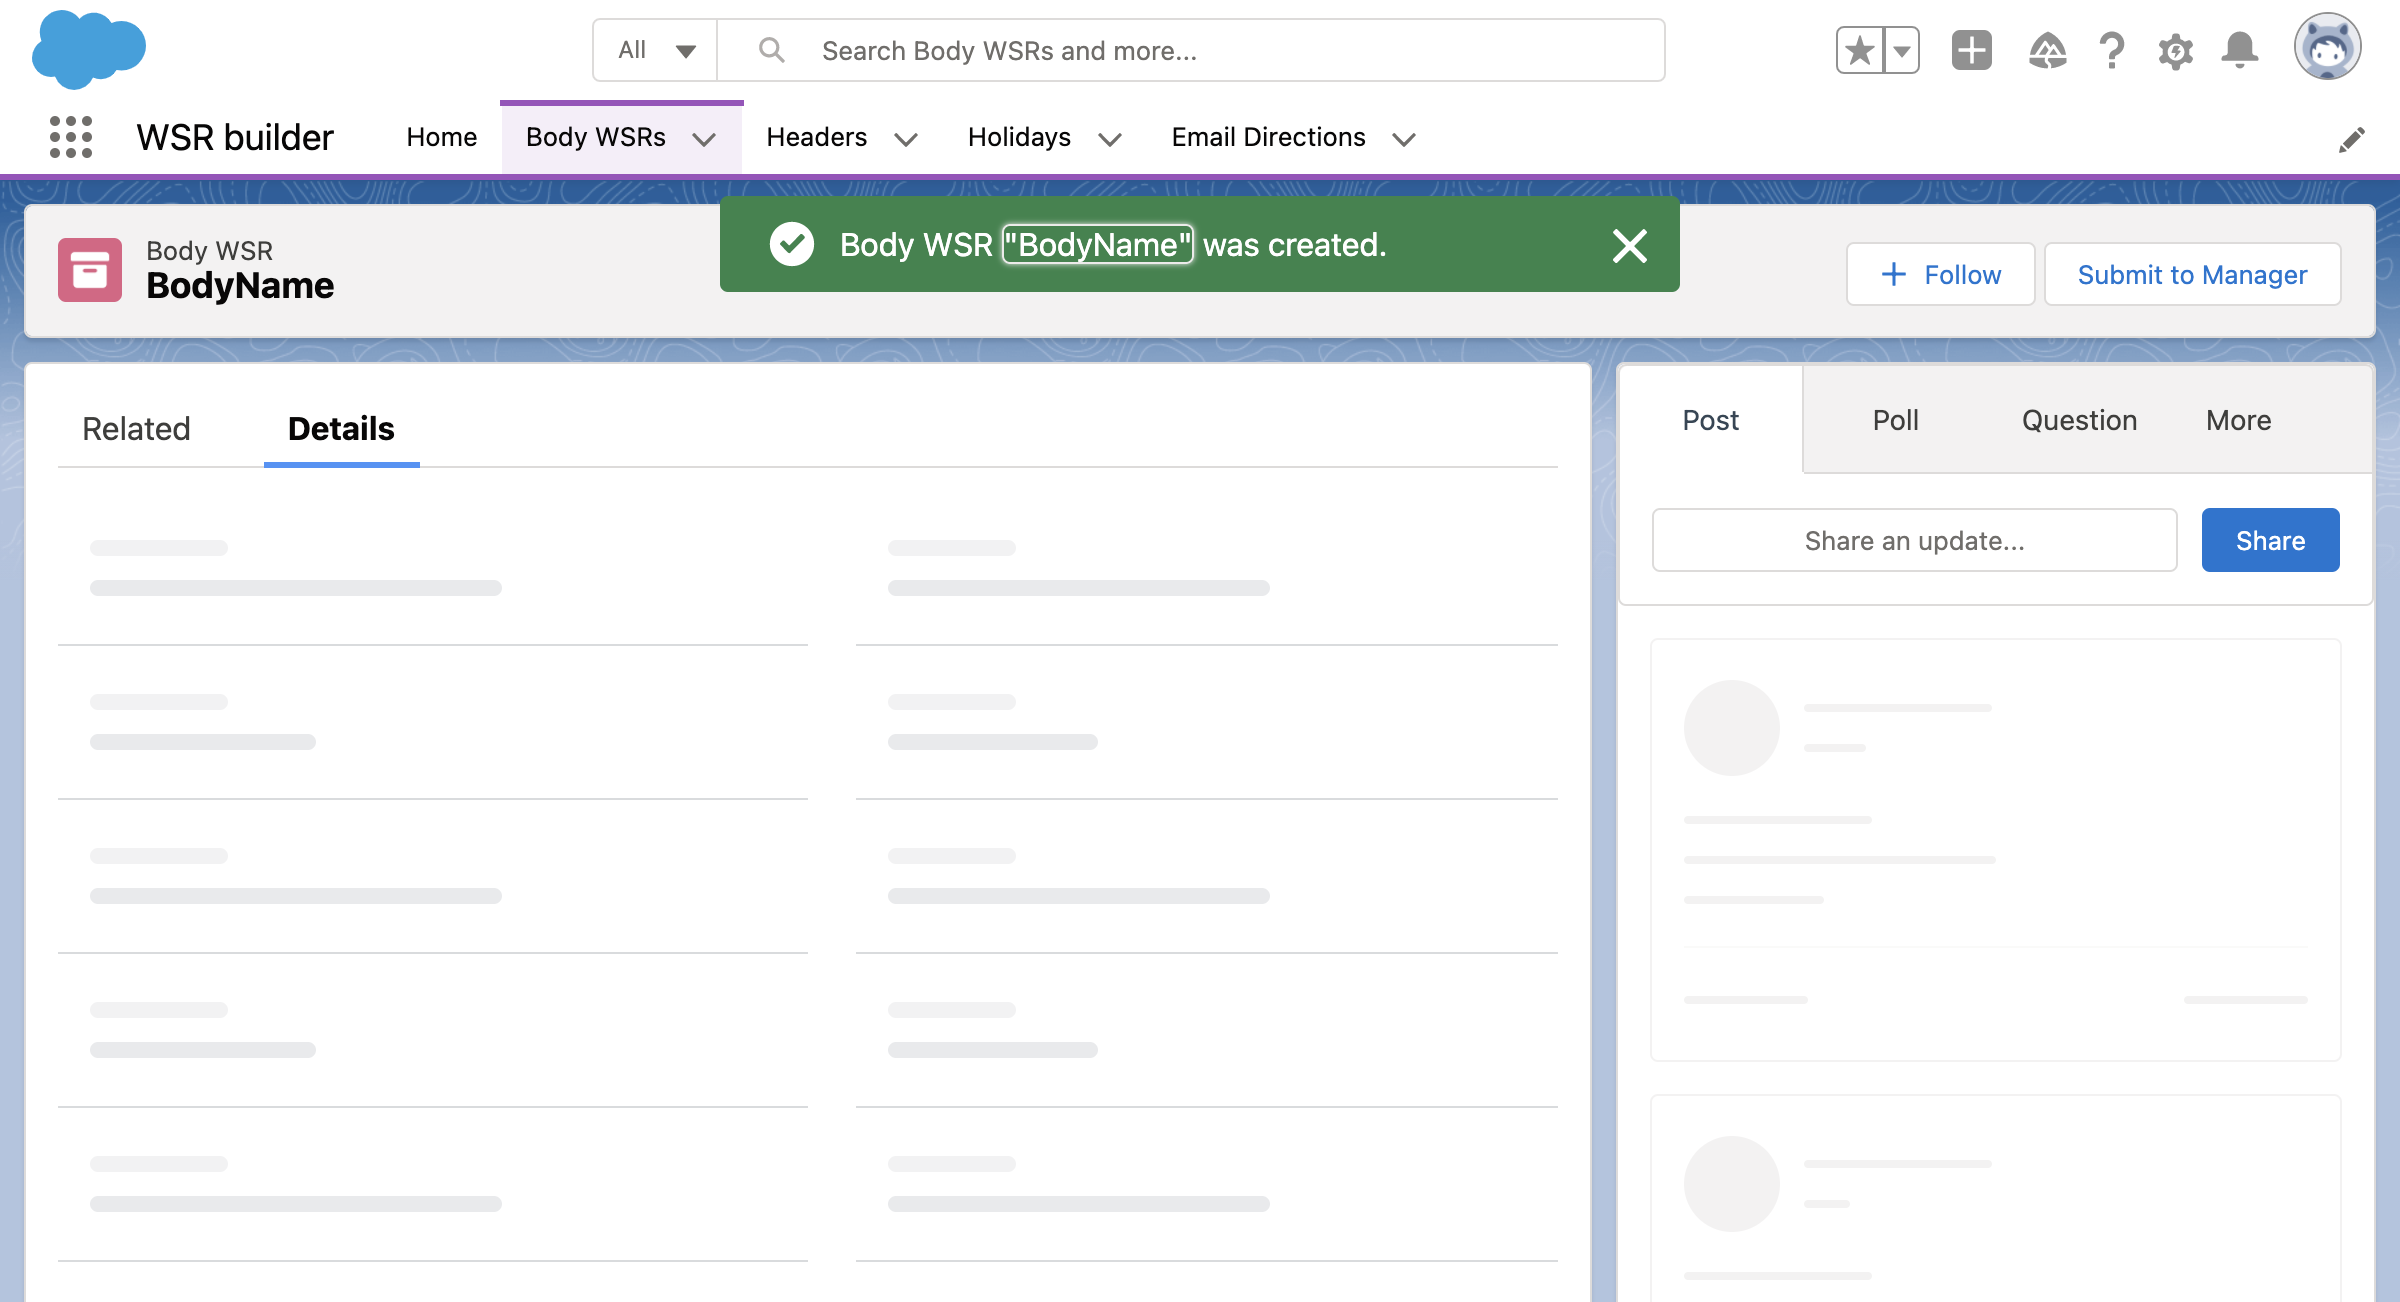 All
Search Body WSRs and more...
WSR builder
Home
Body WSRs
Headers
Holidays
Email Directions
Body WSR "BodyName" was created.
Body WSR
BodyName
Follow
Submit to Manager
Related
Details
Post
Poll
Question
More
Share an update...
Share